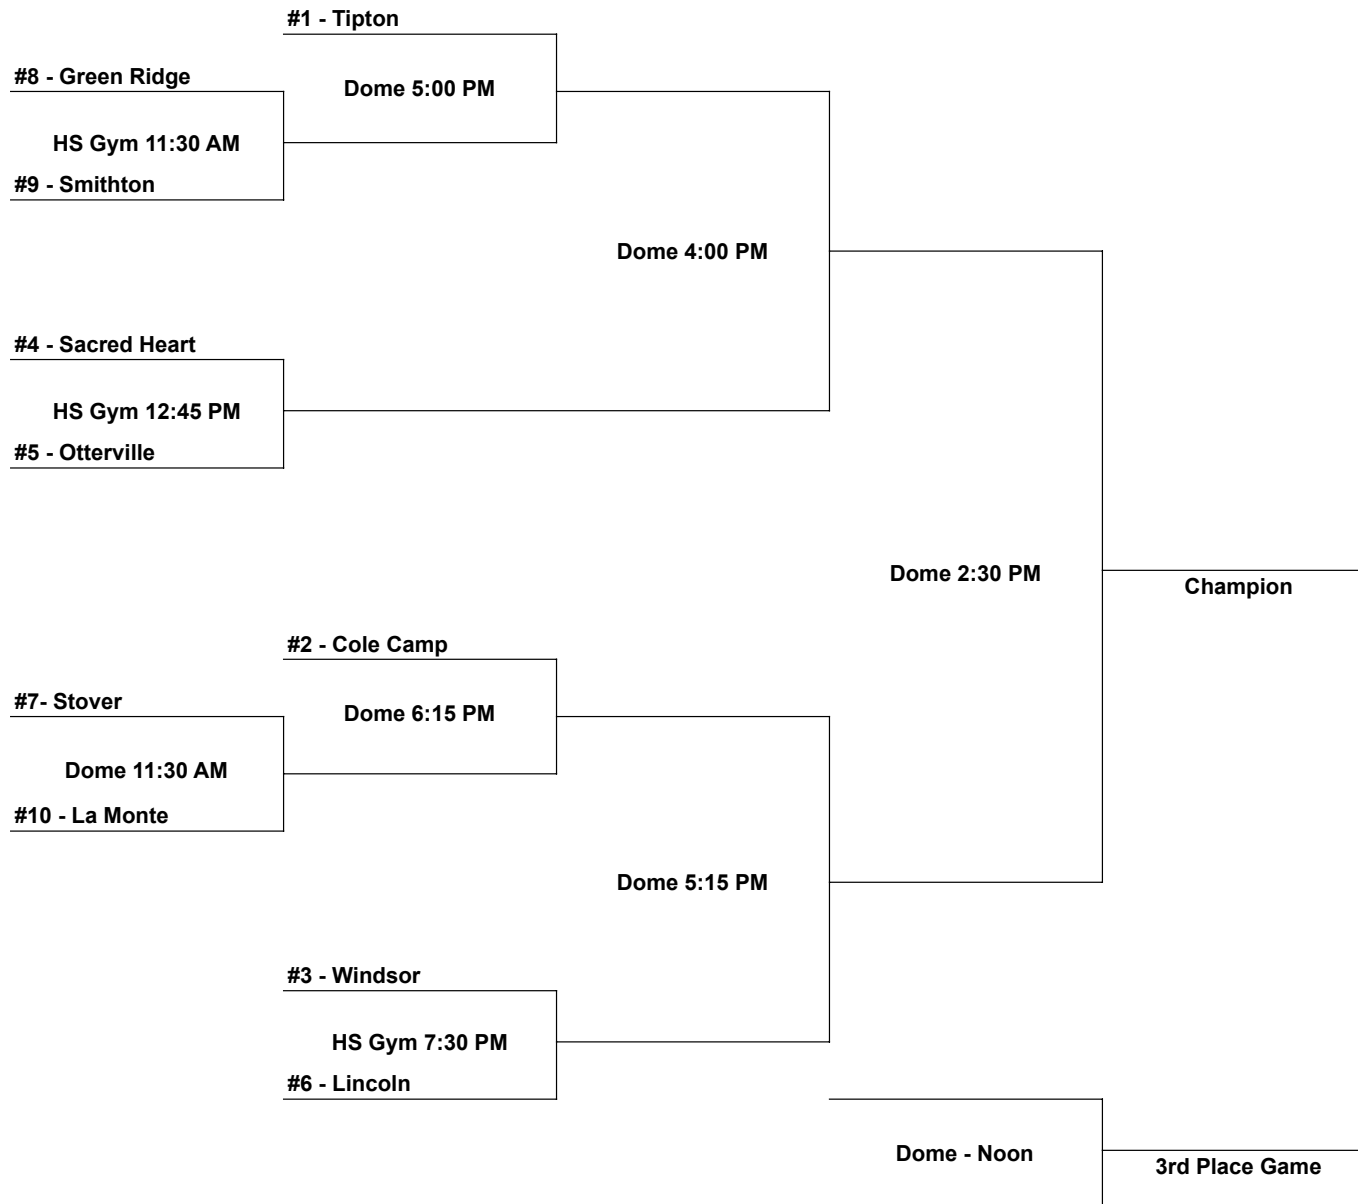 #1 - Tipton
#8 - Green Ridge
Dome 5:00 PM
HS Gym 11:30 AM
#9 - Smithton
Dome 4:00 PM
#4 - Sacred Heart
HS Gym 12:45 PM
#5 - Otterville
Dome 2:30 PM
Champion
#2 - Cole Camp
#7- Stover
Dome 6:15 PM
Dome 11:30 AM
#10 - La Monte
Dome 5:15 PM
#3 - Windsor
HS Gym 7:30 PM
#6 - Lincoln
Dome - Noon
3rd Place Game